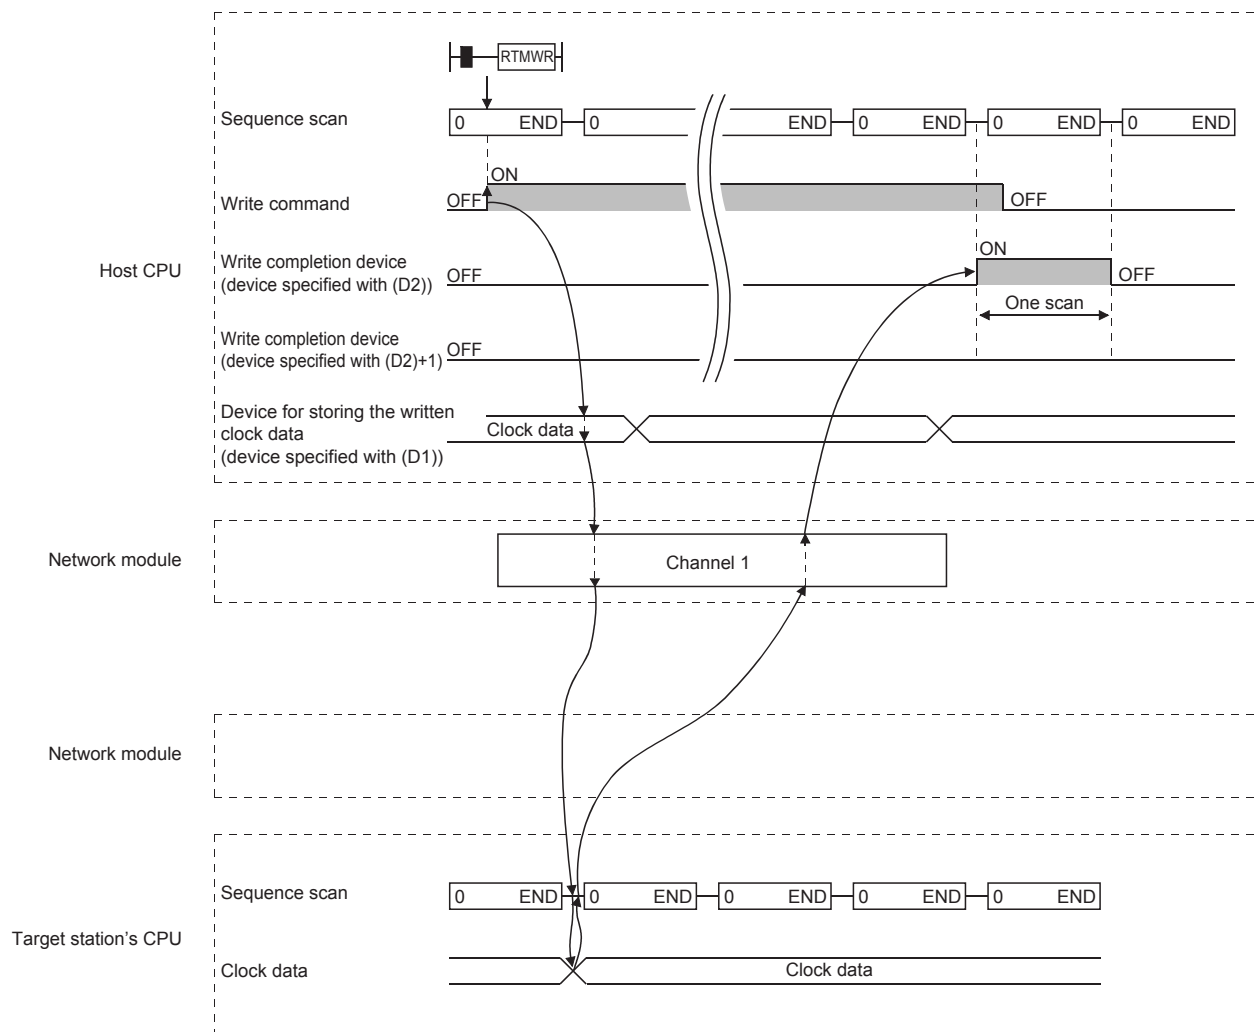 RTMWR
Sequence scan
0 END 0 END 0 END 0 END 0 END
ON
Write command
OFF
OFF
Host CPU
Write completion device
(device specified with (D2))
OFF
ON
OFF
One scan
Write completion device
(device specified with (D2)+1)
OFF
Device for storing the written
clock data
(device specified with (D1))
Clock data
Network module
Channel 1
Network module
Sequence scan
0 END 0 END 0 END 0 END 0 END
Target station's CPU
Clock data
Clock data